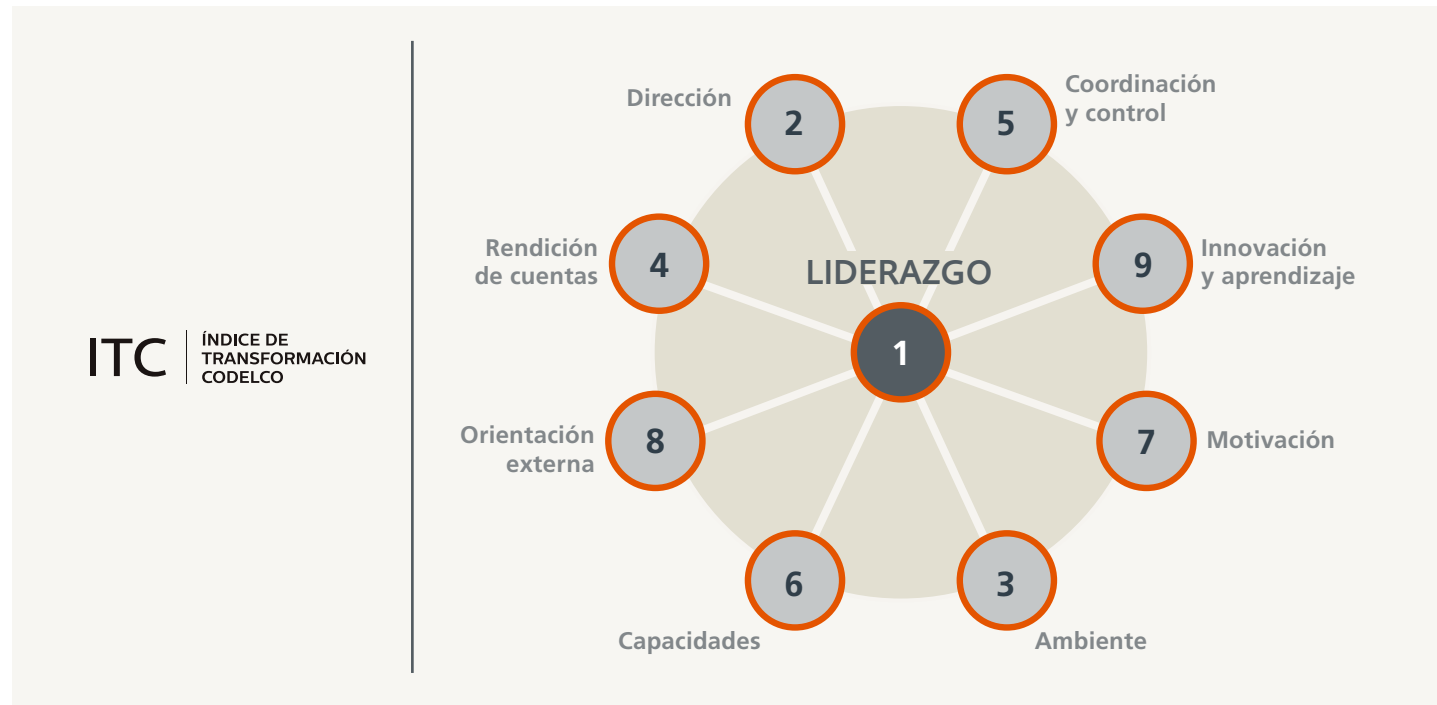 ITC
ÍNDICE DE
TRANSFORMACIÓN
CODELCO
Dirección
2
Coordinación
y control
5
Rendición
de cuentas
4
LIDERAZGO
1
Innovación
y aprendizaje
9
Orientación
externa
8
Motivación
7
Capacidades
6
Ambiente
3